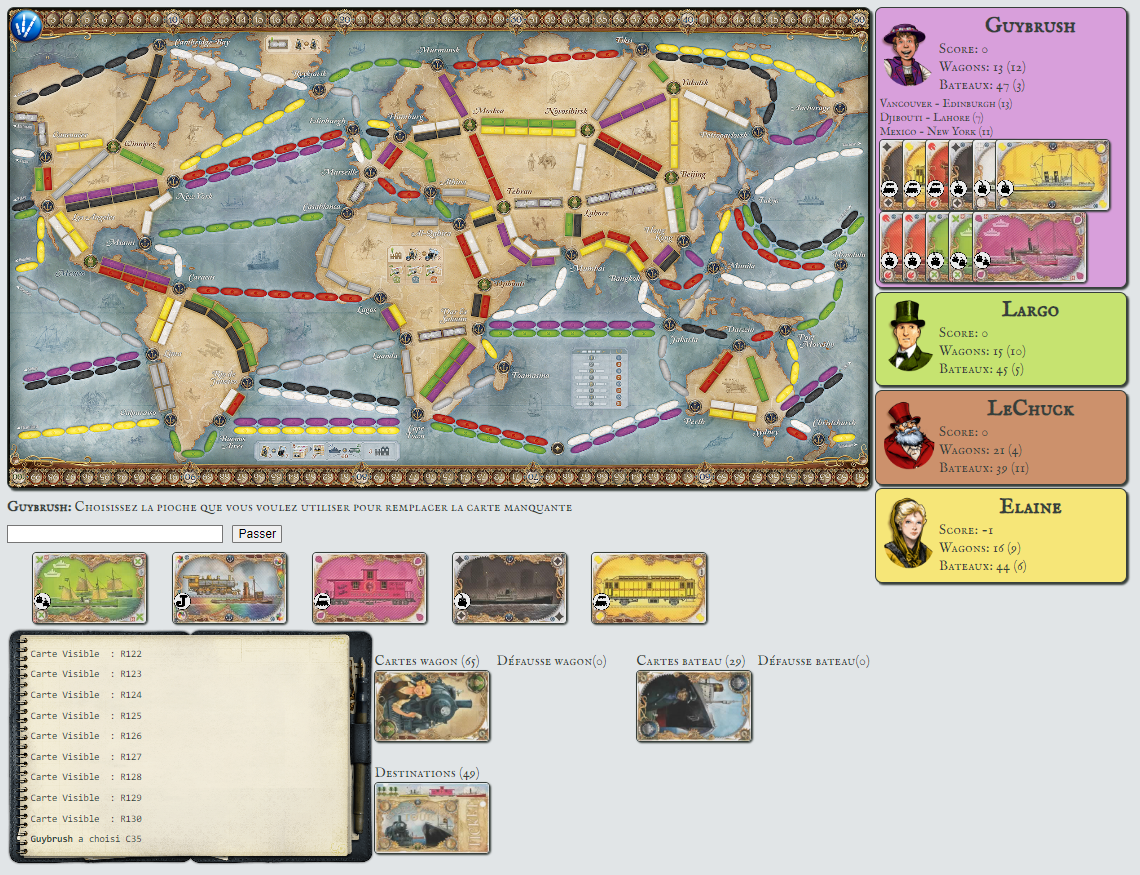 Cambridge Bay
Reykjavik
Murmansk
Tiksi
Yakutsk
Anchorage
Edinburgh
Hamburg
Moskva
Novosibirsk
Petropavlovsk
Vancouver
Winnipeg
Marseille
New York
Los Angeles
Casablanca
Athina
Tehran
Lahore
Beijing
Tokyo
Al-Qahira
Hong Kong
Miami
Mexico
Caracas
Mumbai
Bangkok
Manila
Honolulu
Lagos
Djibouti
Dar Es Salaam
Luanda
Jakarta
Darwin
Port Moresby
Lima
Toamasina
Rio de Janeiro
Valparaiso
Buenos Aires
Cape Town
Perth
Sydney
Christchurch
Guybrush
Score: 0
Wagons: 13 (12)
Bateaux: 47 (3)
Vancouver - Edinburgh (13)
Djibouti - Lahore (7)
Mexico - New York (11)
Largo
Score: 0
Wagons: 15 (10)
Bateaux: 45 (5)
LeChuck
Score: 0
Wagons: 21 (4)
Bateaux: 39 (11)
Elaine
Score: -1
Wagons: 16 (9)
Bateaux: 44 (6)
Guybrush: Choisissez la pioche que vous voulez utiliser pour remplacer la carte manquante
Passer
Carte Visible : R122
Carte Visible : R123
Carte Visible : R124
Carte Visible : R125
Carte Visible : R126
Carte Visible : R127
Carte Visible : R128
Carte Visible : R129
Carte Visible : R130
Guybrush a choisi C35
Cartes wagon (65)
Défausse wagon(0)
Cartes bateau (29)
Défausse bateau(0)
Destinations (49)